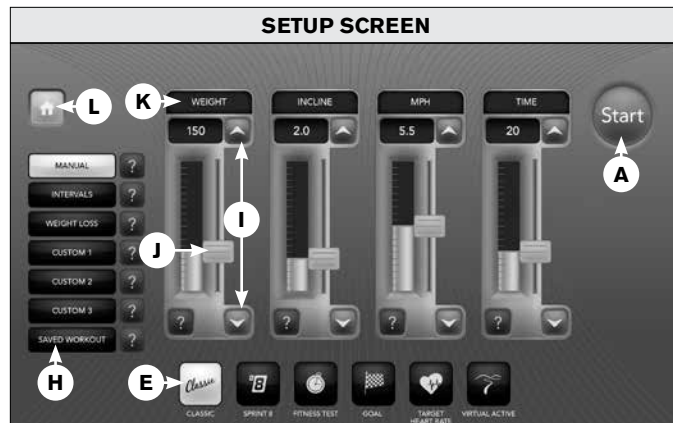 SETUP SCREEN
L
K
WEIGHT
INCLINE
MPH
TIME
150
2.0
5.5
20
Start
A
MANUAL ?
INTERVALS ?
WEIGHT LOSS ?
CUSTOM 1 ?
CUSTOM 2 ?
CUSTOM 3 ?
SAVED WORKOUT ?
I
J
? ? ? ?
H
E
Classic
8
CLASSIC
SPRINT 8
FITNESS TEST
GOAL
TARGET
HEART RATE
VIRTUAL ACTIVE